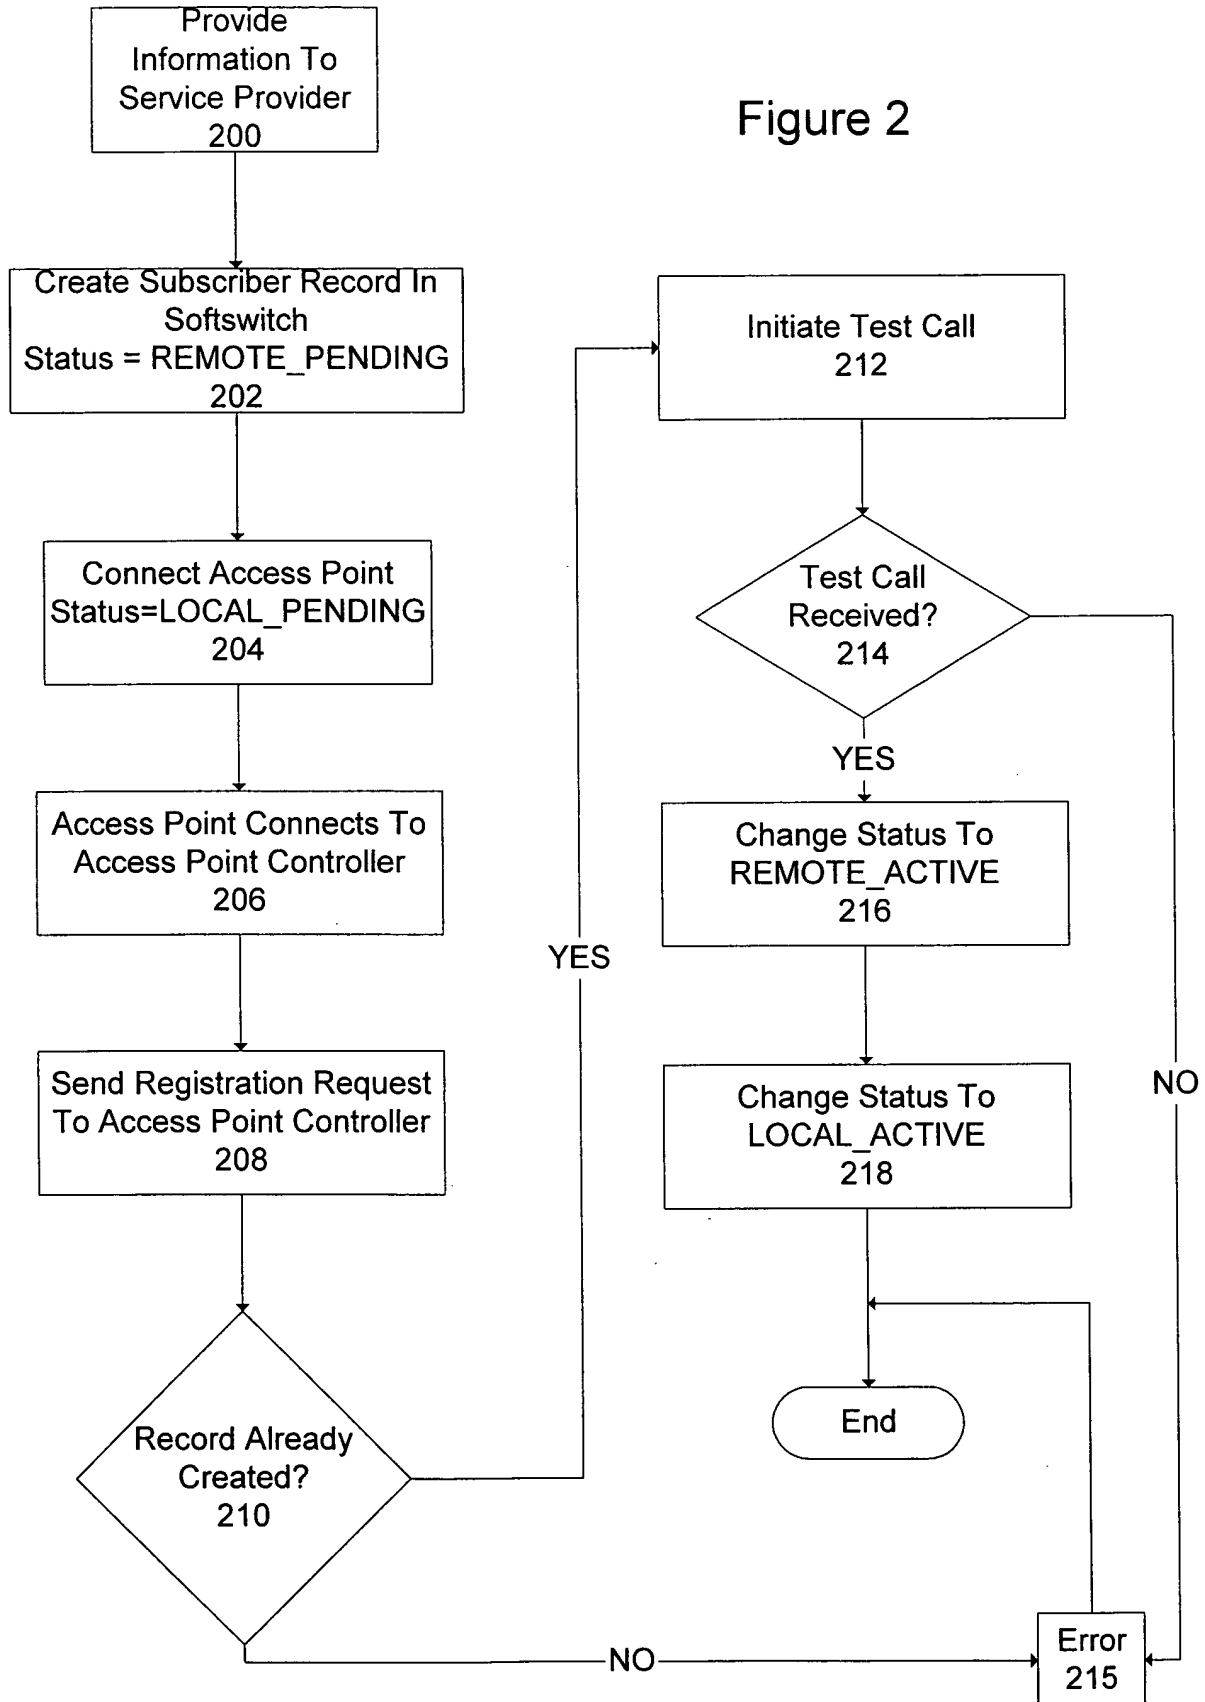 Provide
Information To
Service Provider
200
Figure 2
Create Subscriber Record In
Softswitch
Status = REMOTE_PENDING
202
Connect Access Point
Status=LOCAL_PENDING
204
Access Point Connects To
Access Point Controller
206
Send Registration Request
To Access Point Controller
208
Record Already
Created?
210
YES
NO
Initiate Test Call
212
Test Call
Received?
214
YES
NO
Change Status To
REMOTE_ACTIVE
216
Change Status To
LOCAL_ACTIVE
218
End
Error
215